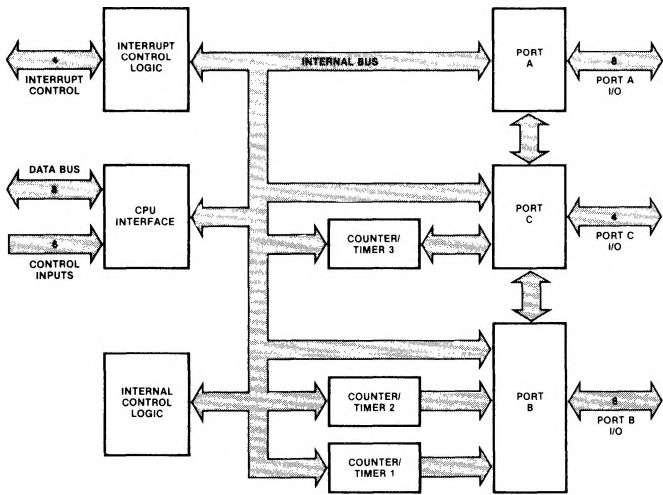 INTERRUPT
CONTROL
LOGIC
4
INTERRUPT
CONTROL
INTERNAL BUS
PORT
A
8
PORT A
I/O
DATA BUS
8
CPU
INTERFACE
CONTROL
INPUTS
COUNTER/
TIMER 3
PORT
C
4
PORT C
I/O
INTERNAL
CONTROL
LOGIC
COUNTER/
TIMER 2
COUNTER/
TIMER 1
PORT
B
8
PORT B
I/O